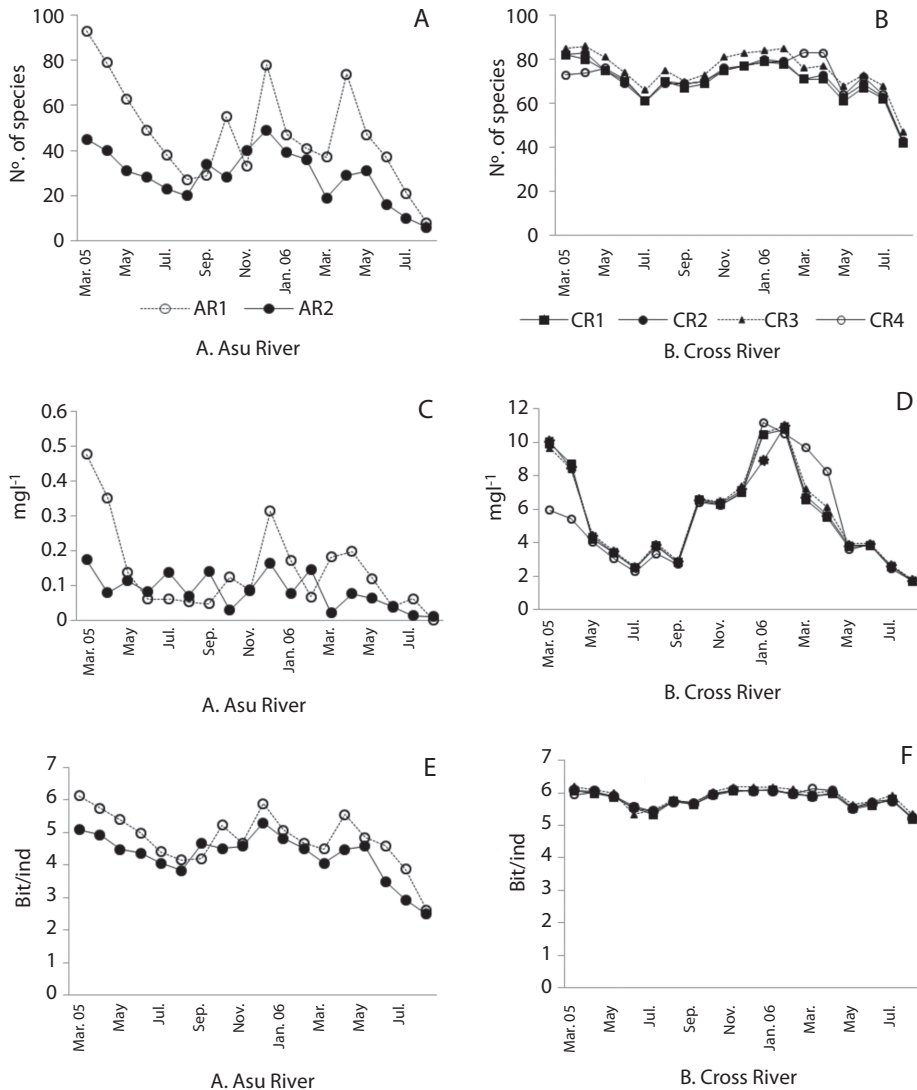 A
100
80
60
40
20
0
Nº. of species
Mar. 05
May
Jul.
Sep.
Nov.
Jan. 06
Mar.
May
Jul.
AR1
AR2
A. Asu River
B
100
80
60
40
20
0
Nº. of species
Mar. 05
May
Jul.
Sep.
Nov.
Jan. 06
Mar.
May
Jul.
CR1
CR2
CR3
CR4
B. Cross River
C
0.6
0.5
0.4
0.3
0.2
0.1
0
mgl-1
Mar. 05
May
Jul.
Sep.
Nov.
Jan. 06
Mar.
May
Jul.
A. Asu River
D
12
10
8
6
4
2
0
mgl-1
Mar. 05
May
Jul.
Sep.
Nov.
Jan. 06
Mar.
May
Jul.
B. Cross River
E
7
6
5
4
3
2
1
0
Bit/ind
Mar. 05
May
Jul.
Sep.
Nov.
Jan. 06
Mar.
May
Jul.
A. Asu River
F
7
6
5
4
3
2
1
0
Bit/ind
Mar. 05
May
Jul.
Sep.
Nov.
Jan. 06
Mar.
May
Jul.
B. Cross River